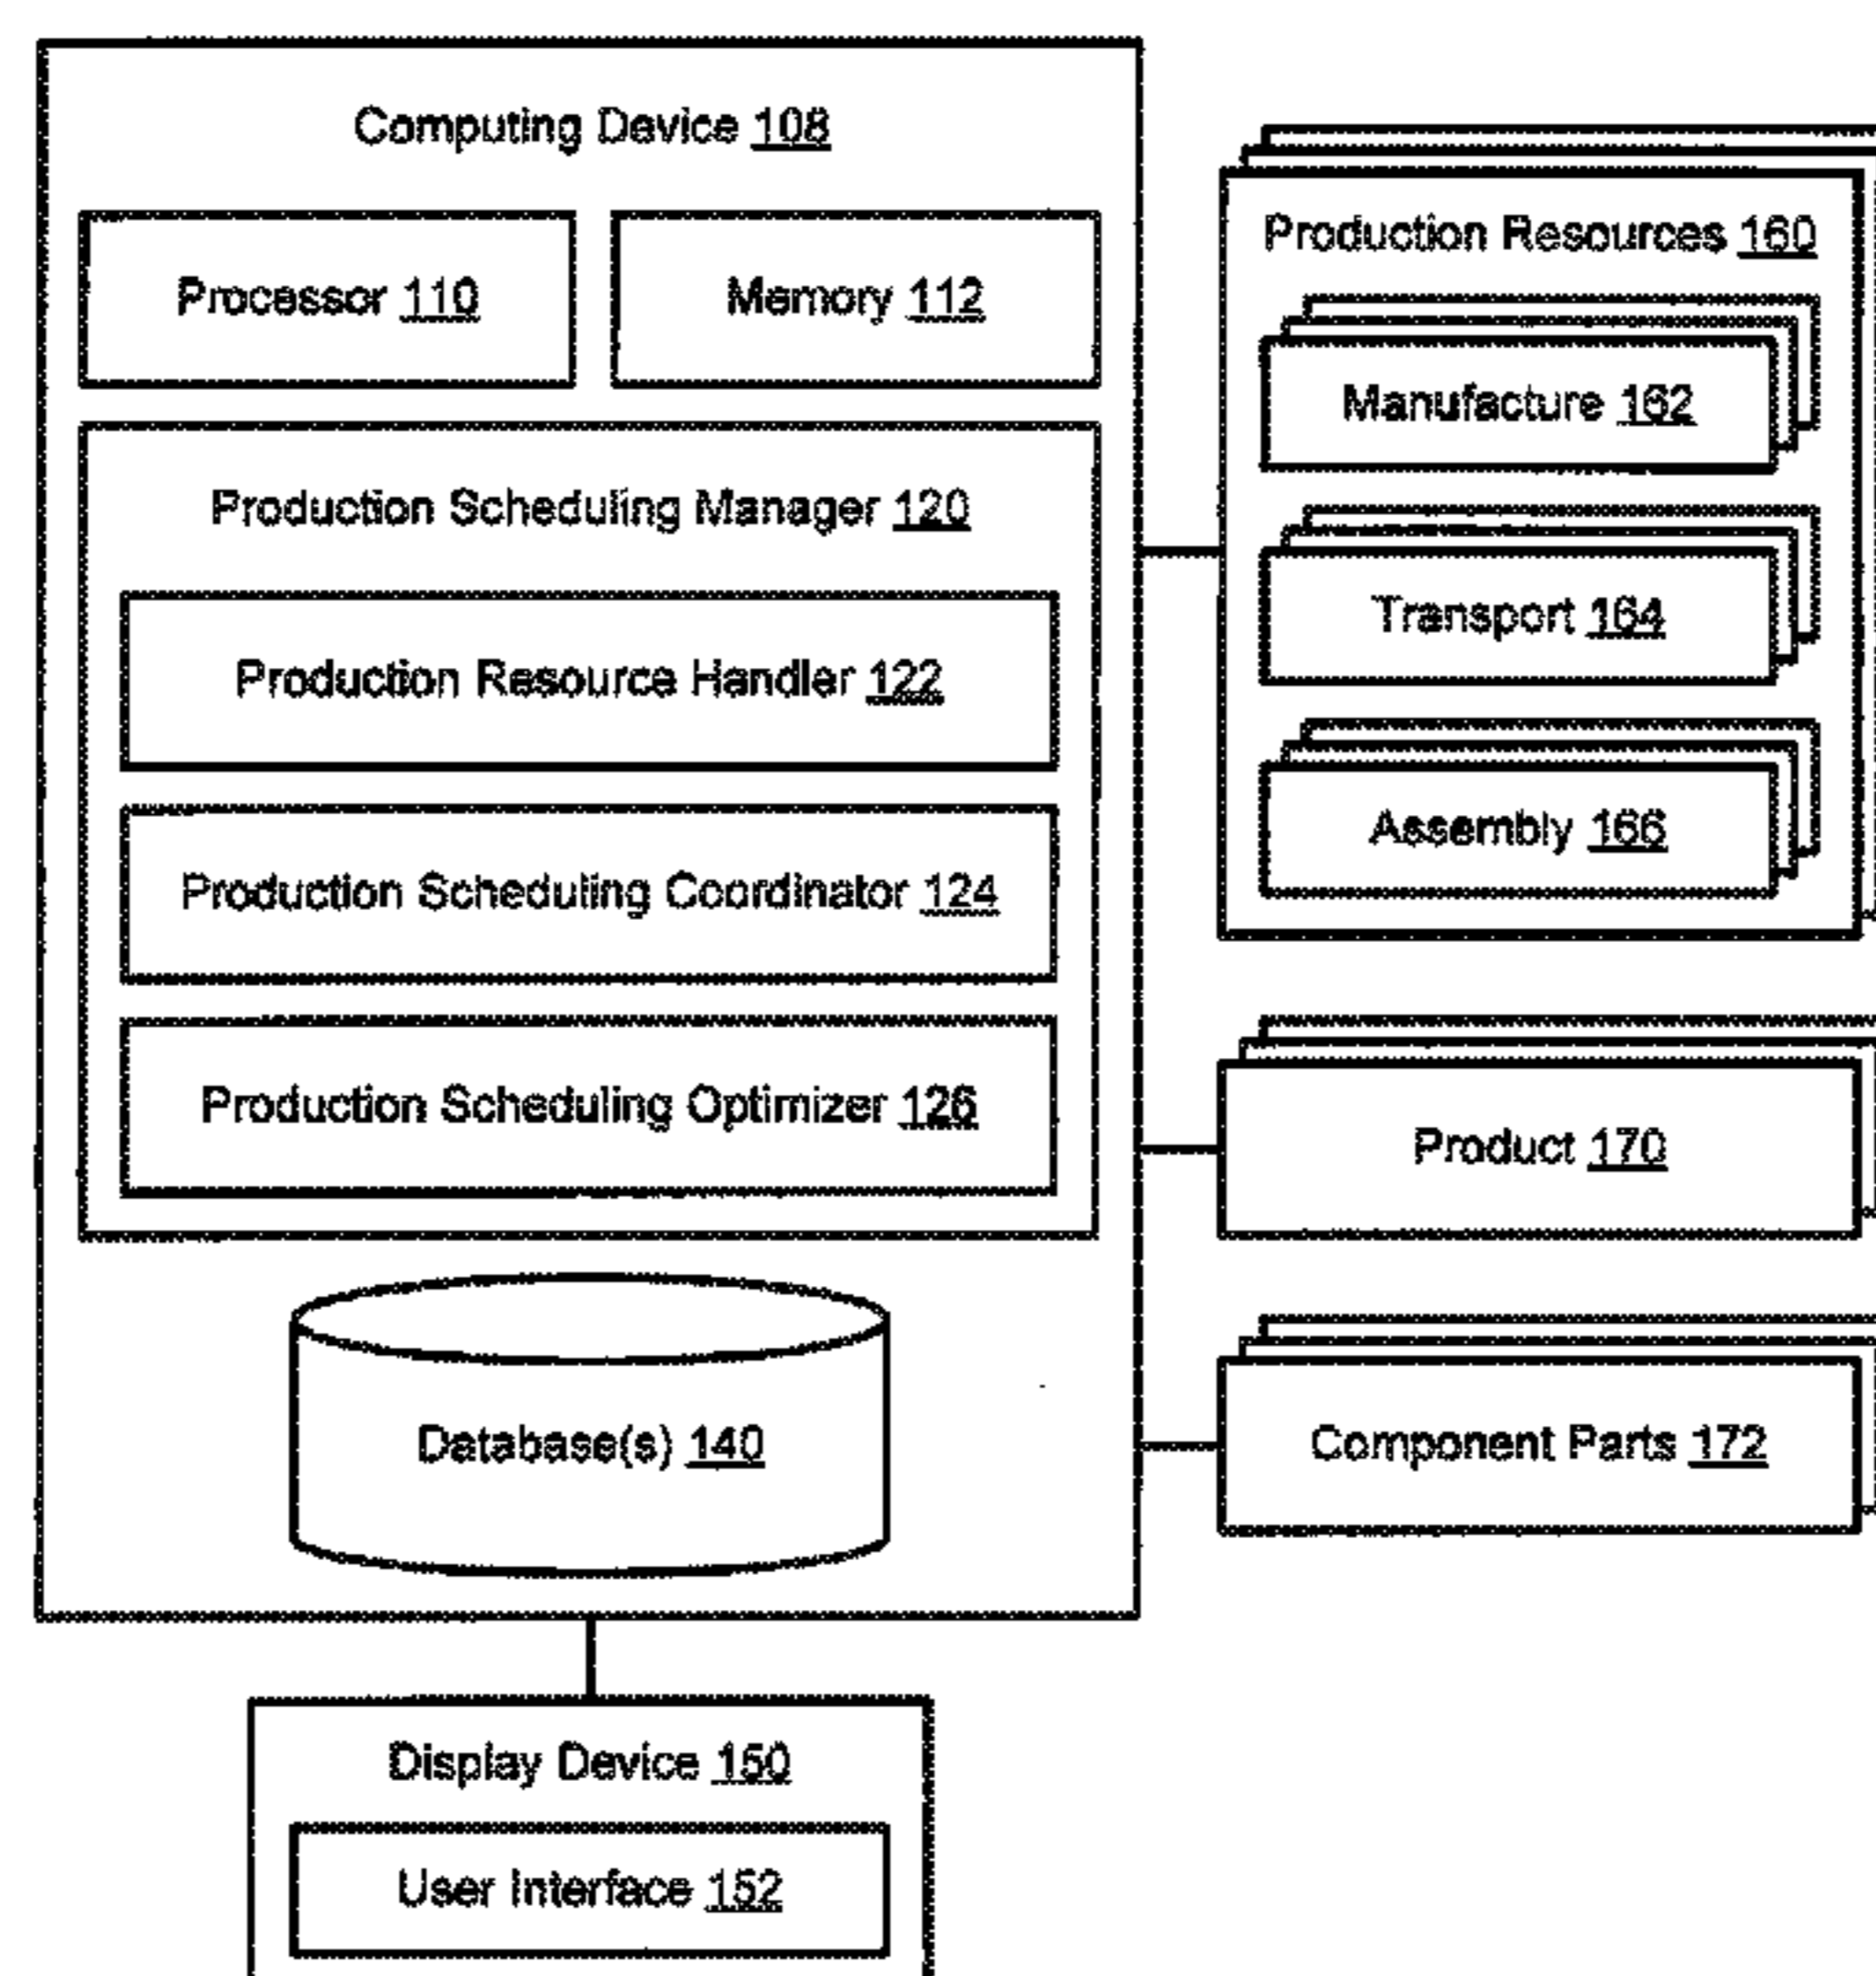 Computing Device 108
Processor 110
Memory 112
Production Scheduling Manager 120
Production Resource Handler 122
Production Scheduling Coordinator 124
Production Scheduling Optimizer 126
Database(s) 140
Display Device 150
User Interface 152
Production Resources 160
Manufacture 162
Transport 164
Assembly 166
Product 170
Component Parts 172